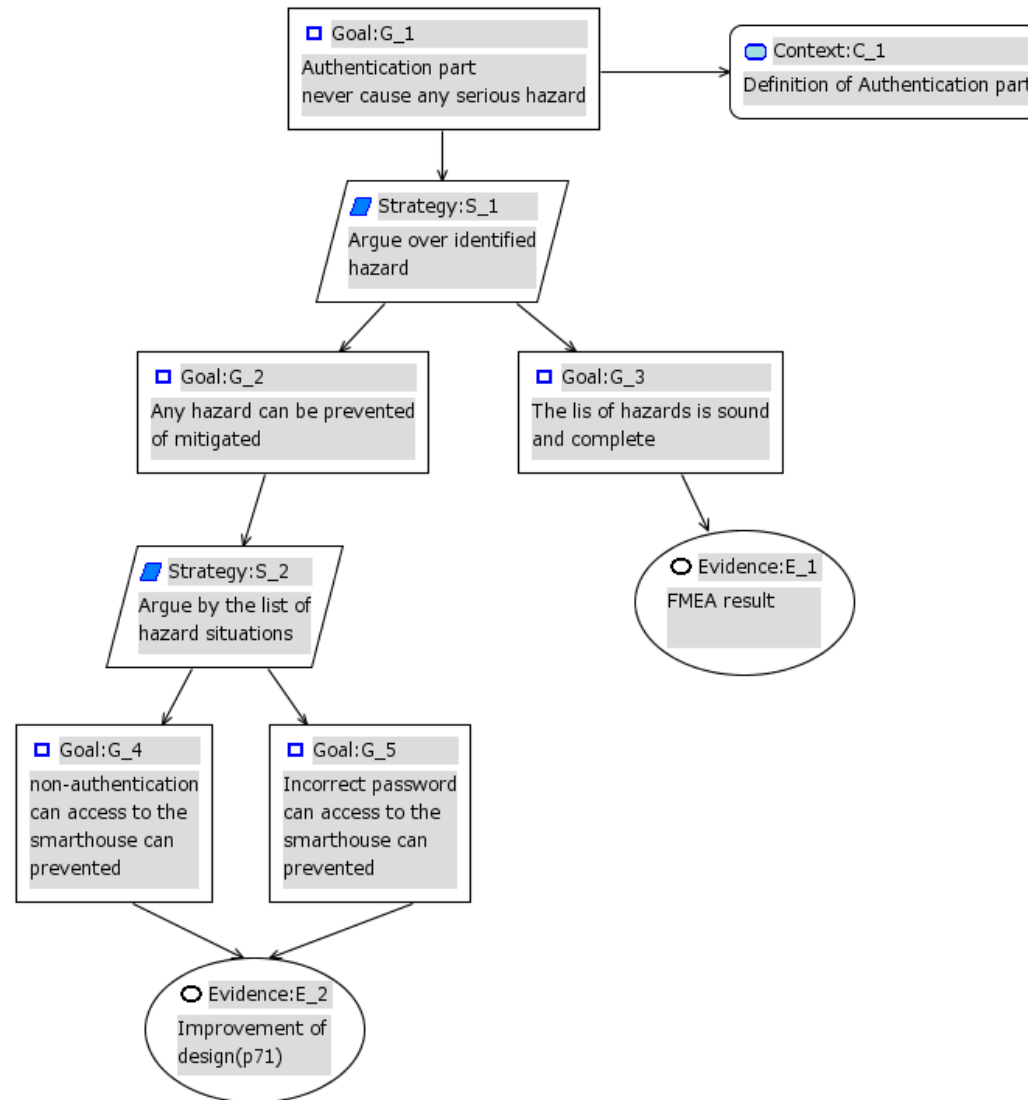 Goal:G_1
Authentication part
never cause any serious hazard
Context:C_1
Definition of Authentication part
Strategy:S_1
Argue over identified
hazard
Goal:G_2
Any hazard can be prevented
of mitigated
Goal:G_3
The lis of hazards is sound
and complete
Strategy:S_2
Argue by the list of
hazard situations
Evidence:E_1
FMEA result
Goal:G_4
non-authentication
can access to the
smarthouse can
prevented
Goal:G_5
Incorrect password
can access to the
smarthouse can
prevented
Evidence:E_2
Improvement of
design(p71)